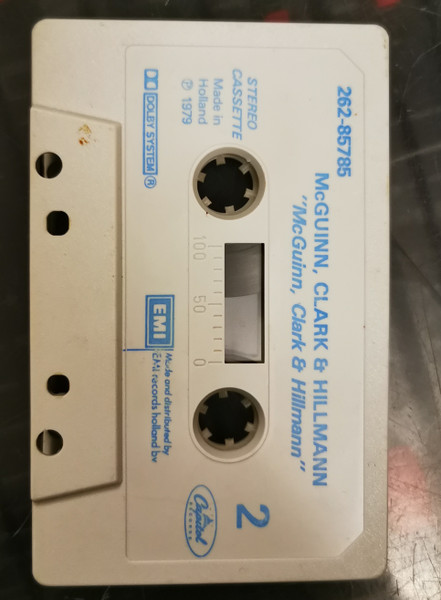 262-85785
McGUINN, CLARK & HILLMANN
"McGuinn, Clark & Hillmann"
STEREO
CASSETTE
Made in
Holland
℗ 1979
DOLBY SYSTEM®
100 50 0
2
Capitol
RECORDS
EMI
Made and distributed by
EMI records holland bv